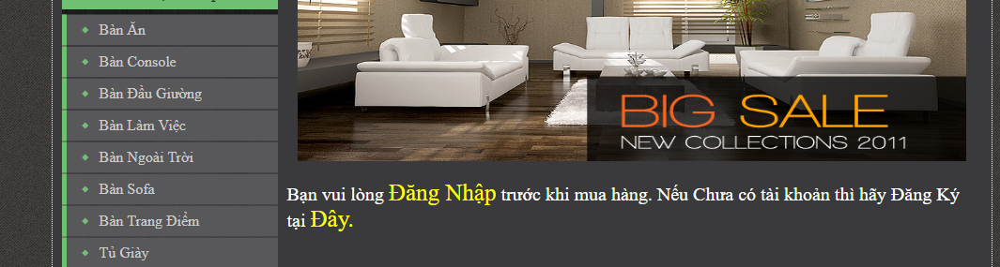 Bàn Ăn
Bàn Console
Bàn Đầu Giường
Bàn Làm Việc
Bàn Ngoài Trời
Bàn Sofa
Bàn Trang Điểm
Tủ Giày
BIG SALE
NEW COLLECTIONS 2011
Bạn vui lòng Đăng Nhập trước khi mua hàng. Nếu Chưa có tài khoản thì hãy Đăng Ký
tại Đây.